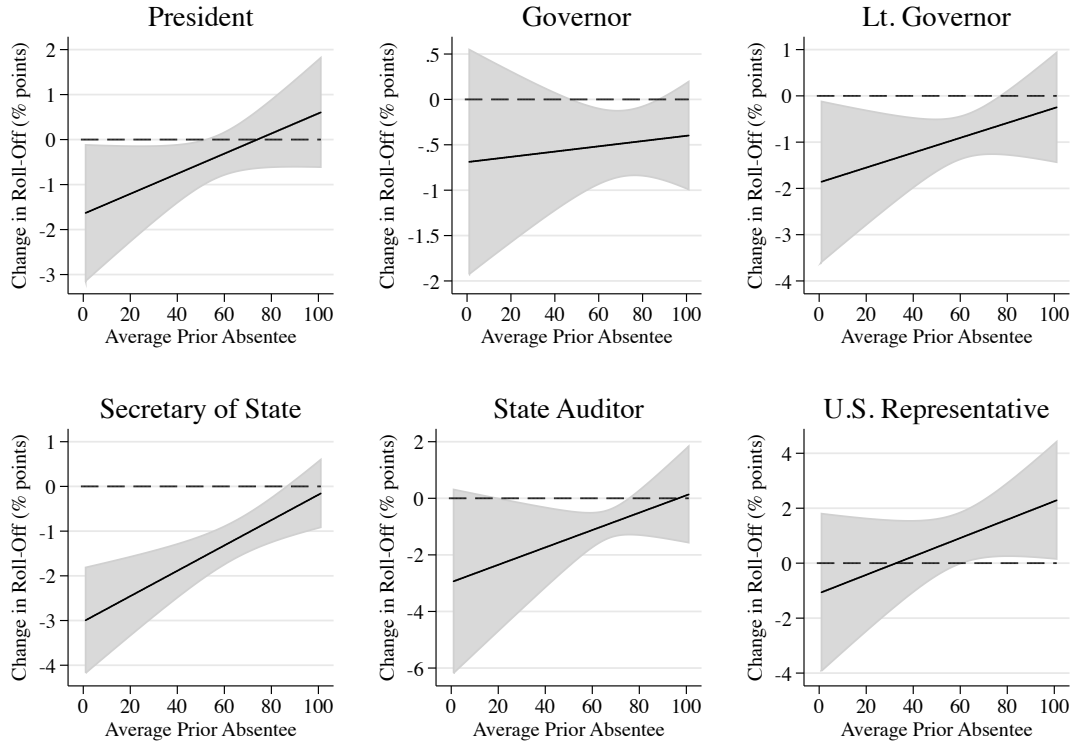 President
Governor
Lt. Governor
Change in Roll-Off (% points)
2
1
0
-1
-2
-3
0 20 40 60 80 100
Average Prior Absentee
Change in Roll-Off (% points)
.5
0
-.5
-1
-1.5
-2
0 20 40 60 80 100
Average Prior Absentee
Change in Roll-Off (% points)
1
0
-1
-2
-3
-4
0 20 40 60 80 100
Average Prior Absentee
Secretary of State
State Auditor
U.S. Representative
Change in Roll-Off (% points)
1
0
-1
-2
-3
-4
0 20 40 60 80 100
Average Prior Absentee
Change in Roll-Off (% points)
2
0
-2
-4
-6
0 20 40 60 80 100
Average Prior Absentee
Change in Roll-Off (% points)
4
2
0
-2
-4
0 20 40 60 80 100
Average Prior Absentee